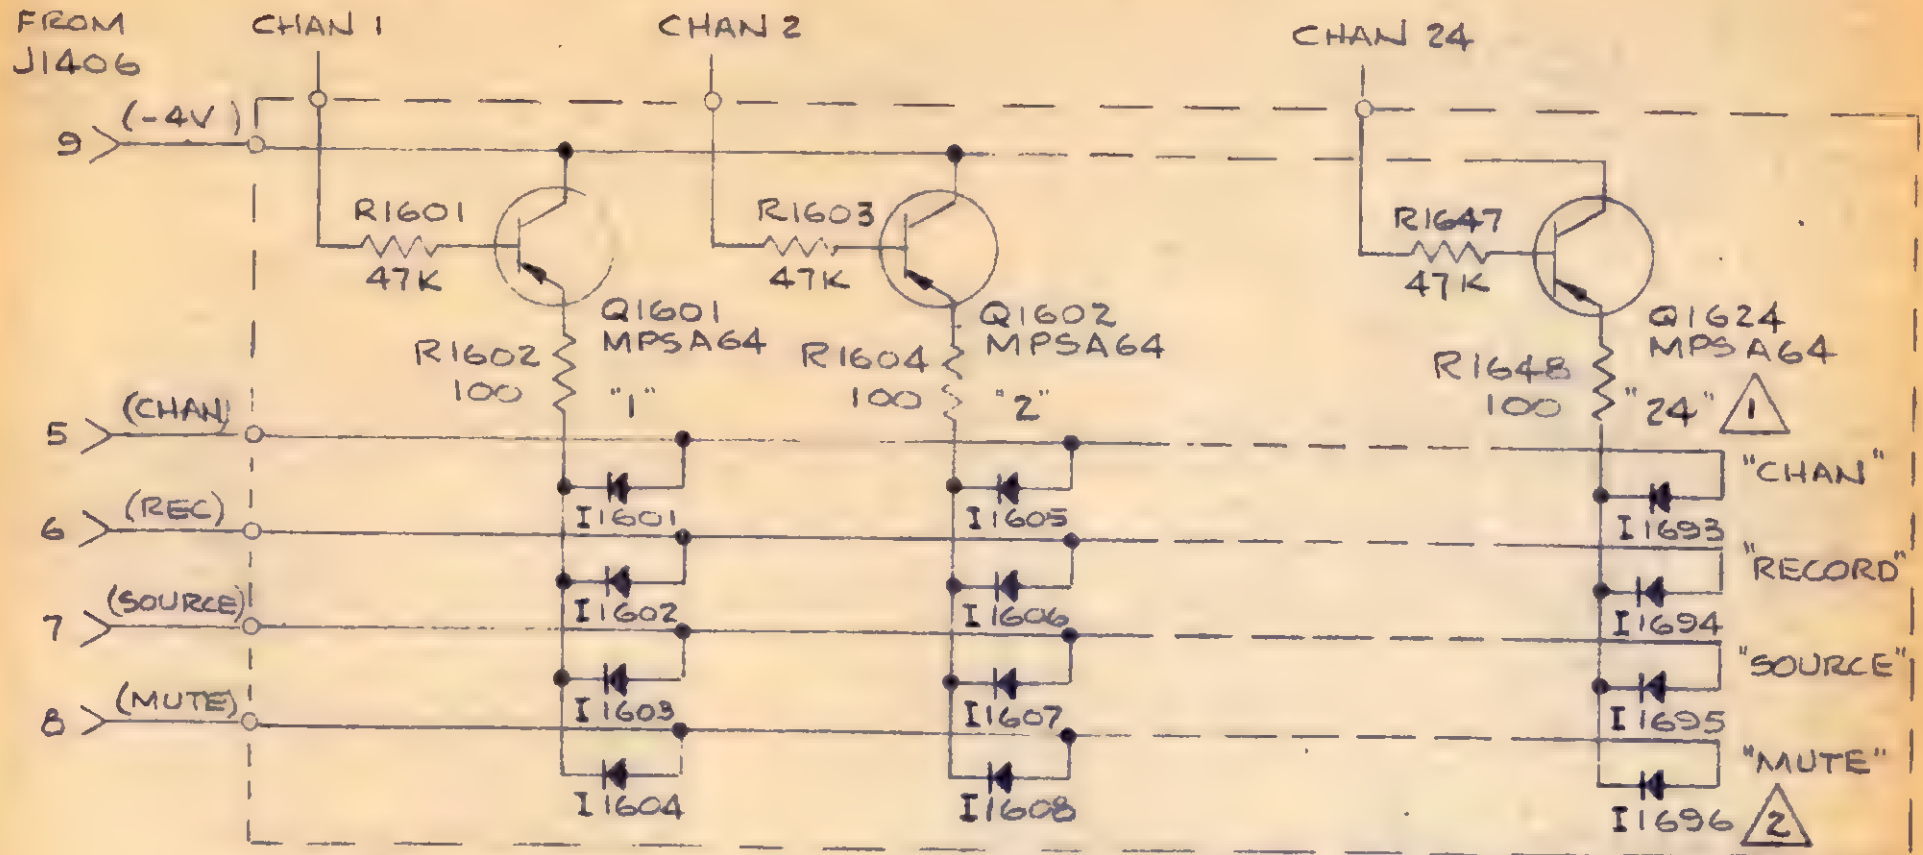 FROM
J1406
CHAN 1
CHAN 2
CHAN 24
9 (-4V)
R1601
47K
R1603
47K
R1647
47K
Q1601
MPSA64
Q1602
MPSA64
Q1624
MPSA64
R1602
100
"1"
R1604
100
"2"
R1648
100
"24"
1
5 (CHAN)
"CHAN"
I1601
I1605
I1693
6 (REC)
"RECORD"
I1602
I1606
I1694
7 (SOURCE)
"SOURCE"
I1603
I1607
I1695
8 (MUTE)
"MUTE"
I1604
I1608
I1696
2